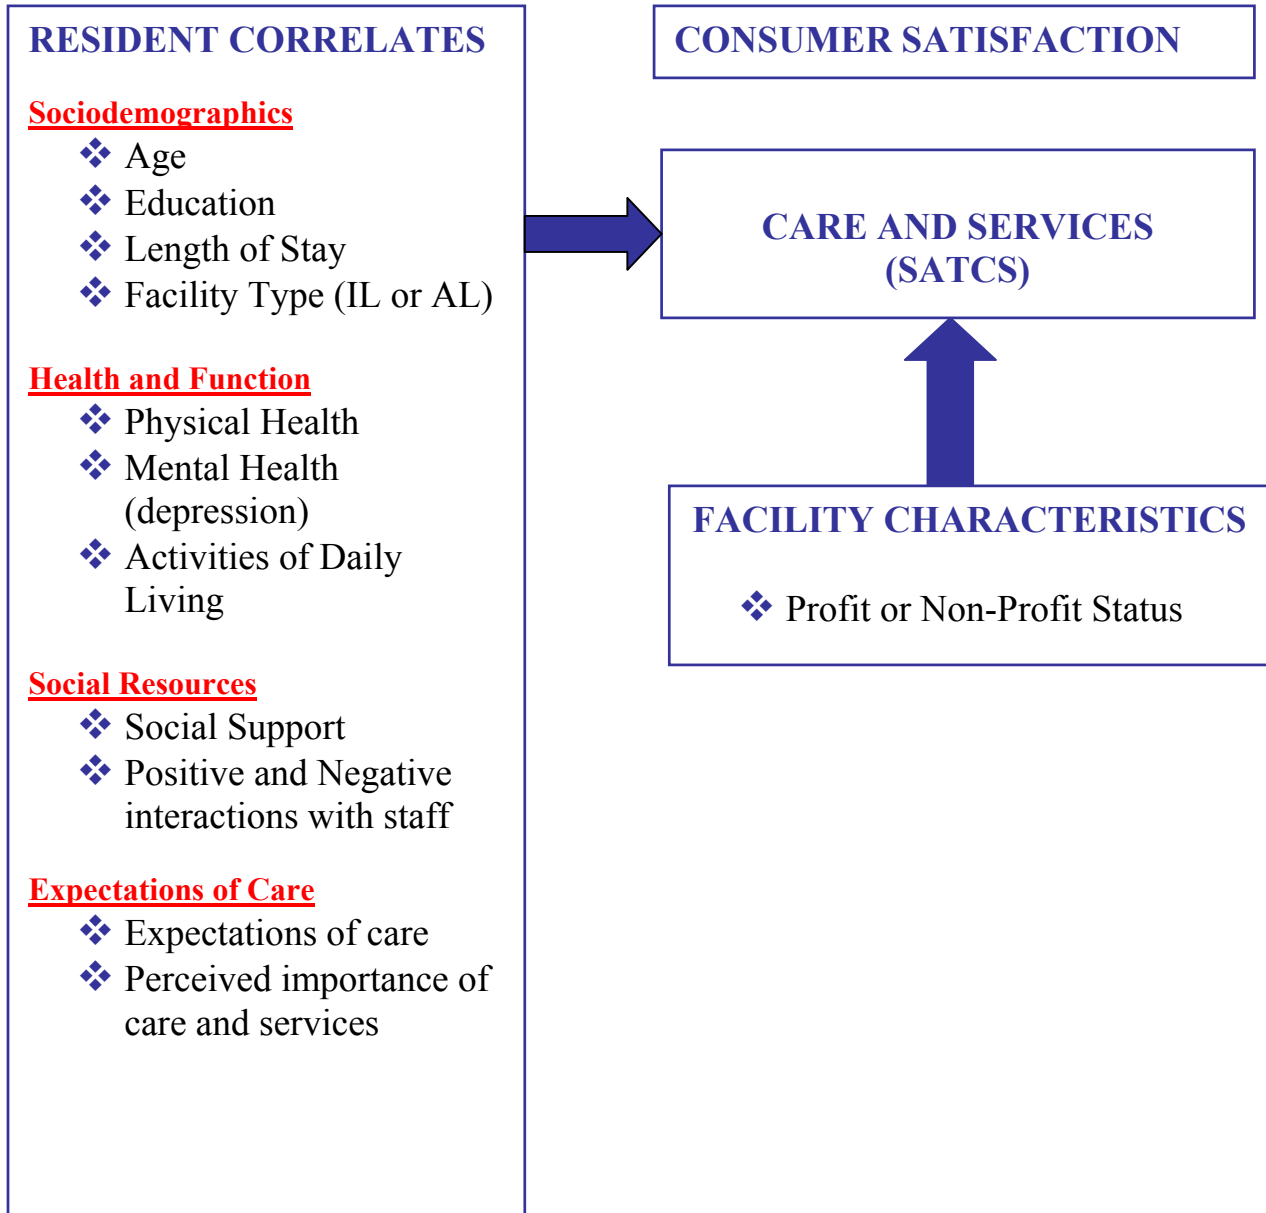 RESIDENT CORRELATES
Sociodemographics
❖ Age
❖ Education
❖ Length of Stay
❖ Facility Type (IL or AL)
Health and Function
❖ Physical Health
❖ Mental Health
(depression)
❖ Activities of Daily
Living
Social Resources
❖ Social Support
❖ Positive and Negative
interactions with staff
Expectations of Care
❖ Expectations of care
❖ Perceived importance of
care and services
CONSUMER SATISFACTION
CARE AND SERVICES
(SATCS)
FACILITY CHARACTERISTICS
❖ Profit or Non-Profit Status